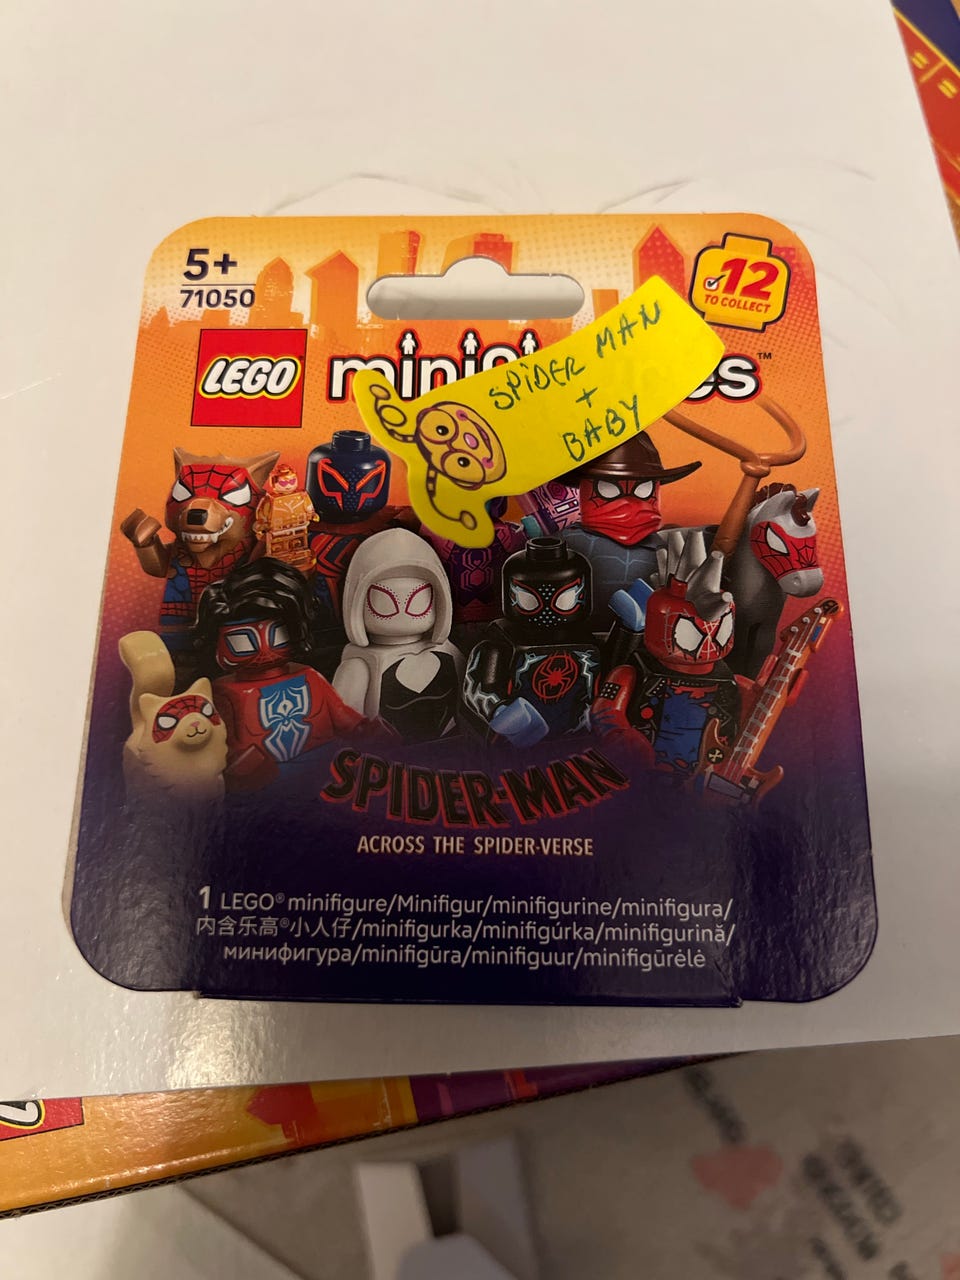 5+
71050
12
TO COLLECT
LEGO
™
SPiDER MAN
+
BABY
SPIDER-MAN
ACROSS THE SPIDER-VERSE
1 LEGO® minifigure/Minifigur/minifigurine/minifigura/
内含乐高®小人仔/minifigurka/minifigúrka/minifigurină/
минифигура/minifigūra/minifiguur/minifigūrėlė